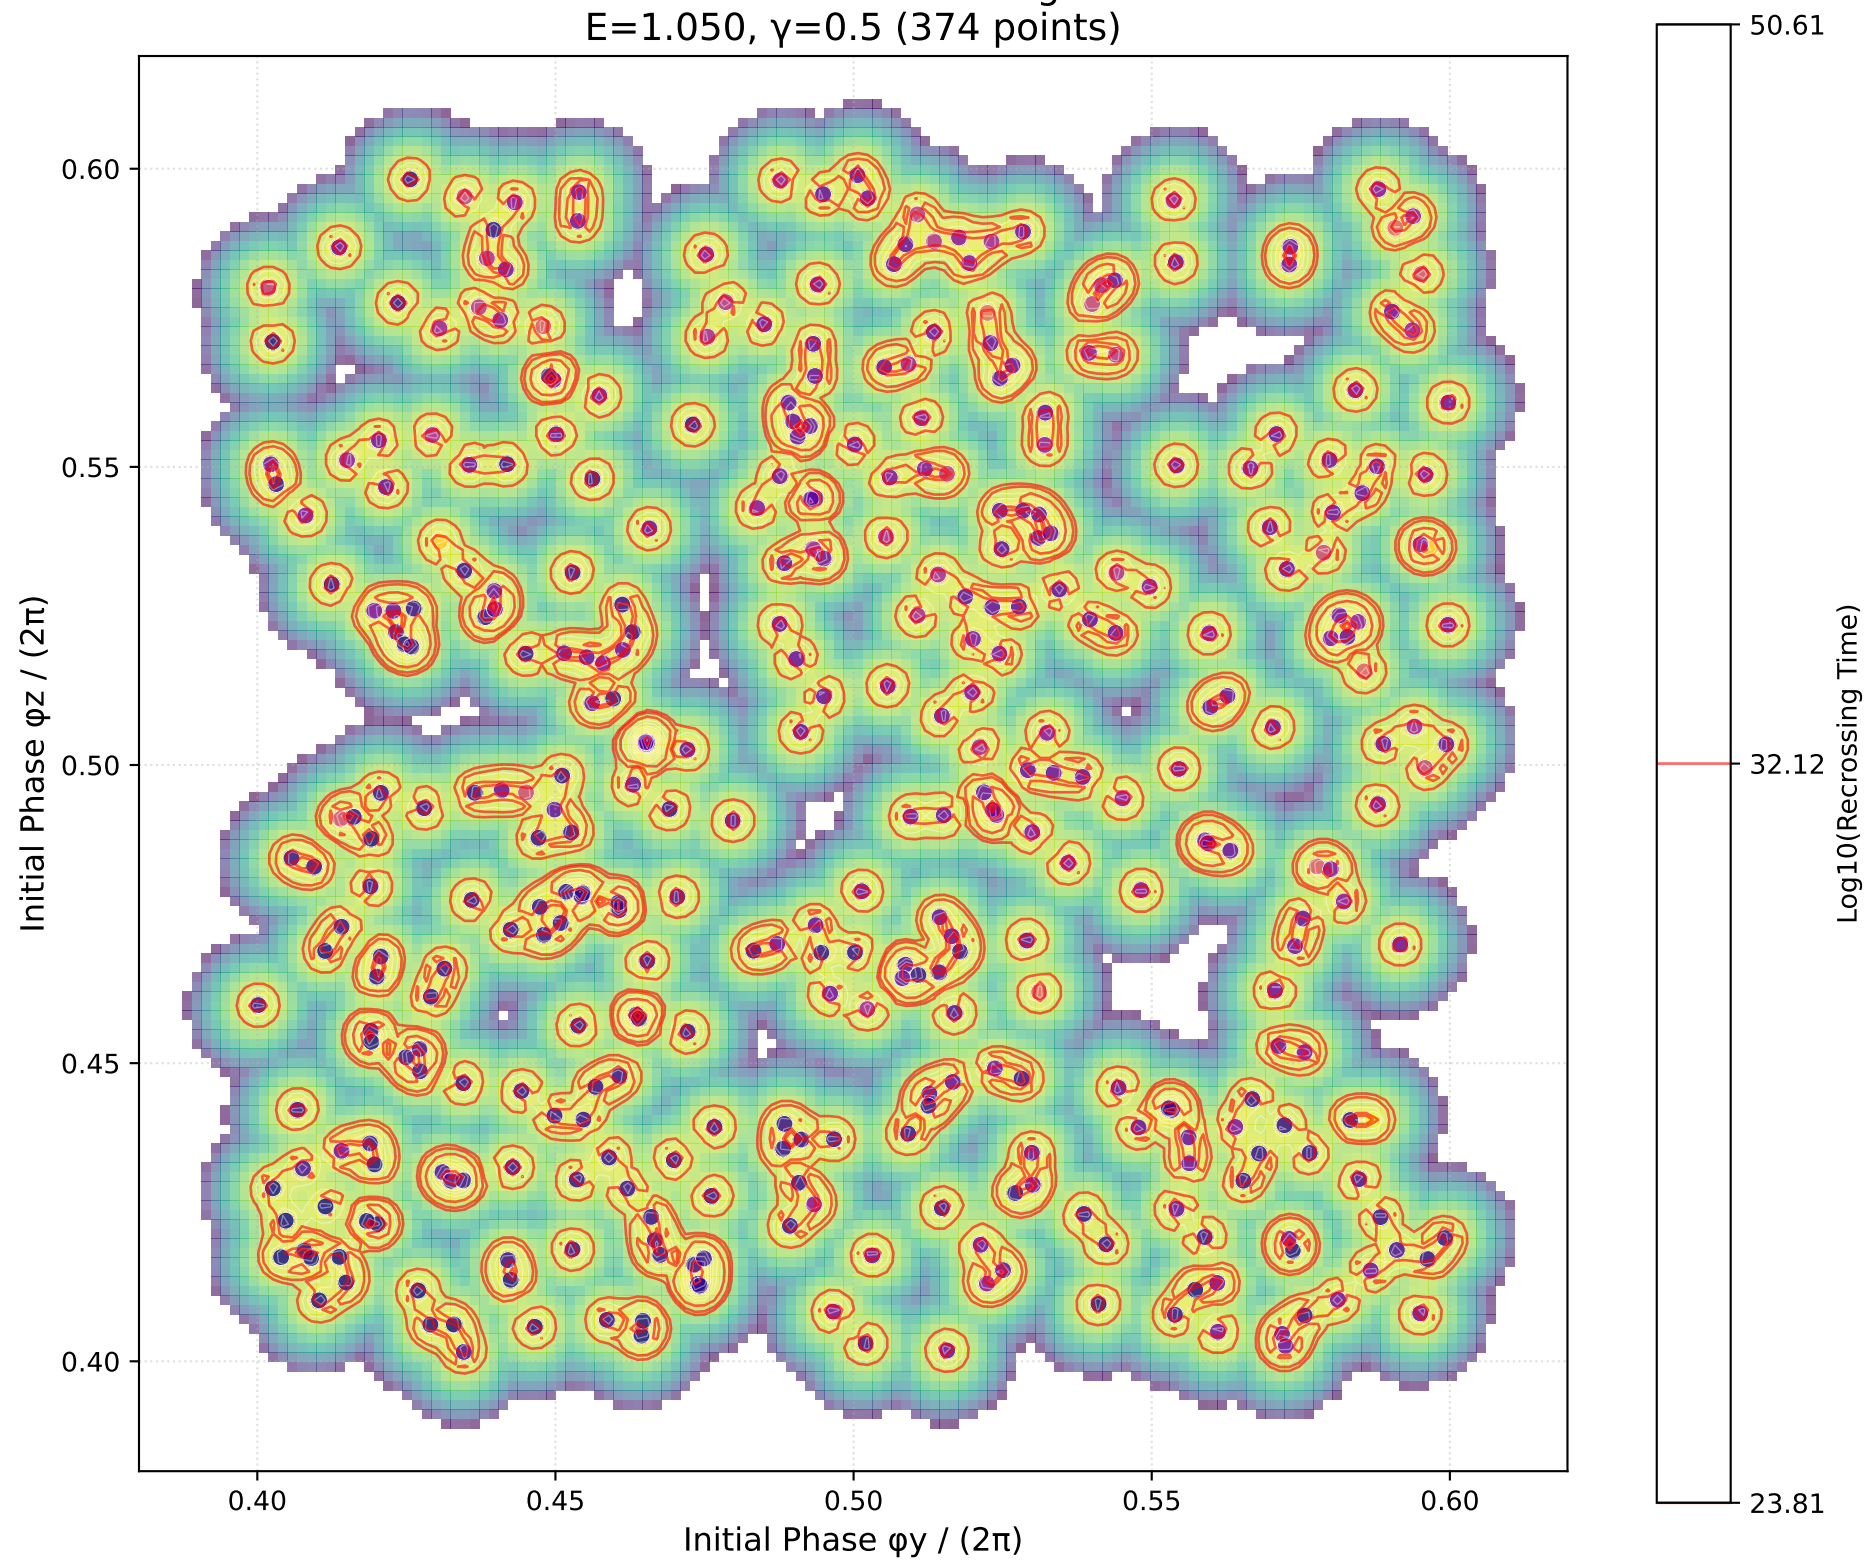 E=1.050, γ=0.5 (374 points)
50.61
32.12
23.81
Log10(Recrossing Time)
0.60
0.55
0.50
0.45
0.40
Initial Phase φz / (2π)
0.40 0.45 0.50 0.55 0.60
Initial Phase φy / (2π)